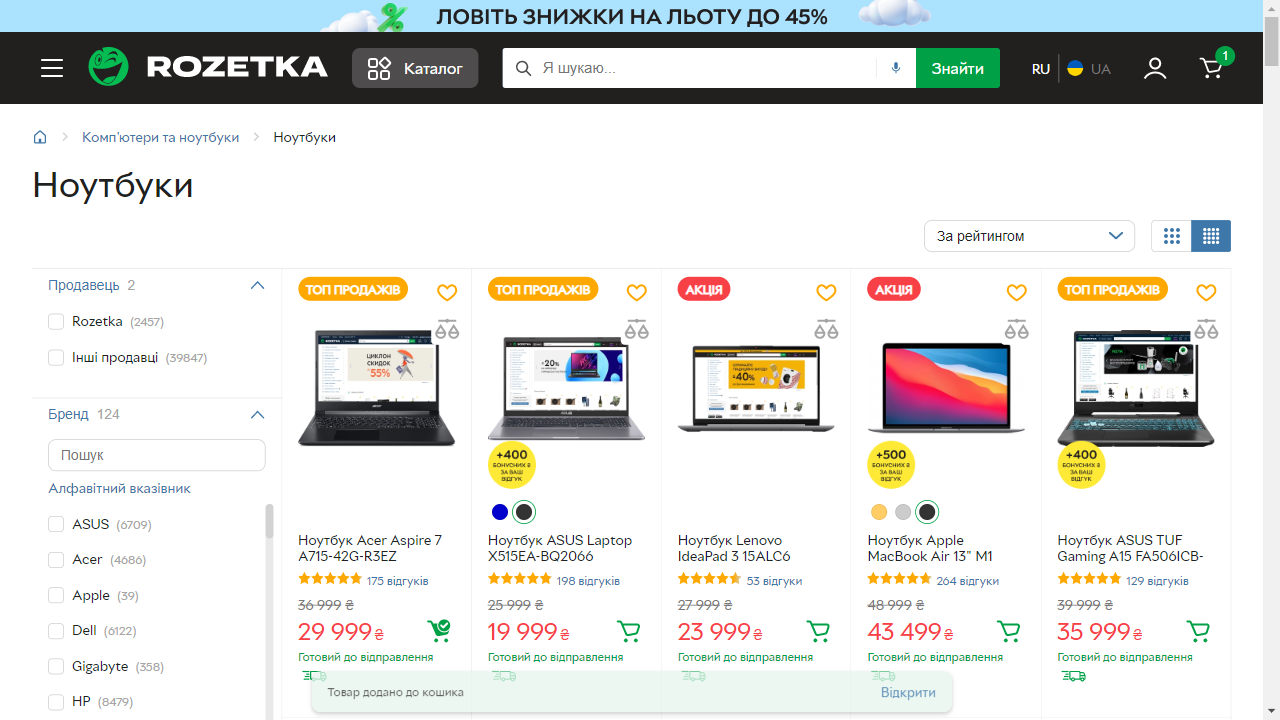 ЛОВІТЬ ЗНИЖКИ НА ЛЬОТУ ДО 45%
ROZETKA
Каталог
Я шукаю...
Знайти
RU
UA
1
Комп'ютери та ноутбуки
Ноутбуки
Ноутбуки
За рейтингом
Продавець 2
Rozetka (2457)
Інші продавці (39847)
Бренд 124
Пошук
Алфавітний вказівник
ASUS (6709)
Acer (4686)
Apple (39)
Dell (6122)
Gigabyte (358)
HP (8479)
ТОП ПРОДАЖІВ
ЦИКЛОН
СКИДОК
ДО 55%
Ноутбук Acer Aspire 7
A715-42G-R3EZ
175 відгуків
36 999 ₴
29 999 ₴
Готовий до відправлення
ТОП ПРОДАЖІВ
-20%
+400
БОНУСНИХ ₴
ЗА ВАШ
ВІДГУК
Ноутбук ASUS Laptop
X515EA-BQ2066
198 відгуків
25 999 ₴
19 999 ₴
Готовий до відправлення
АКЦІЯ
40%
Ноутбук Lenovo
IdeaPad 3 15ALC6
53 відгуки
27 999 ₴
23 999 ₴
Готовий до відправлення
АКЦІЯ
+500
БОНУСНИХ ₴
ЗА ВАШ
ВІДГУК
Ноутбук Apple
MacBook Air 13" M1
264 відгуки
48 999 ₴
43 499 ₴
Готовий до відправлення
ТОП ПРОДАЖІВ
+400
БОНУСНИХ ₴
ЗА ВАШ
ВІДГУК
Ноутбук ASUS TUF
Gaming A15 FA506ICB-
129 відгуків
39 999 ₴
35 999 ₴
Готовий до відправлення
Товар додано до кошика
Відкрити